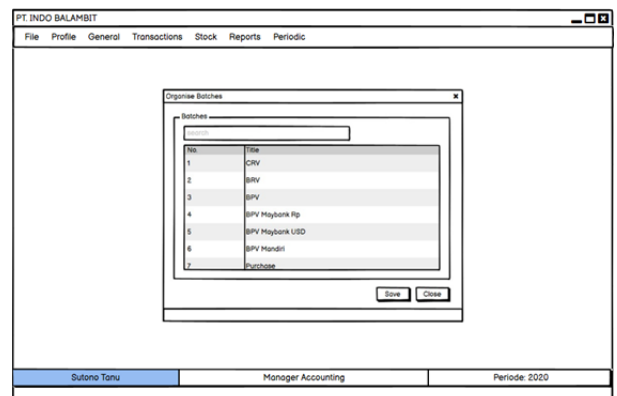 PT. INDO BALAMBIT
File Profile General Transactions Stock Reports Periodic
Organise Batches
Batches
search
No. Title
1 CRV
2 BRV
3 BPV
4 BPV Maybank Rp
5 BPV Maybank USD
6 BPV Mandiri
7 Purchase
Save Close
Sutono Tanu Manager Accounting Periode: 2020